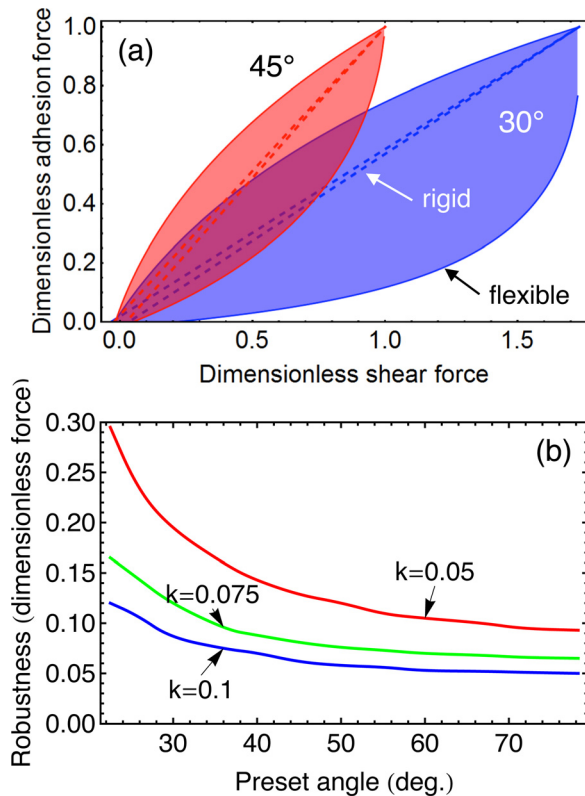 (a)
45°
30°
rigid
flexible
Dimensionless adhesion force
1.0
0.8
0.6
0.4
0.2
0.0
0.0 0.5 1.0 1.5
Dimensionless shear force
(b)
Robustness (dimensionless force)
0.30
0.25
0.20
0.15
0.10
0.05
0.00
k=0.05
k=0.075
k=0.1
30 40 50 60 70
Preset angle (deg.)